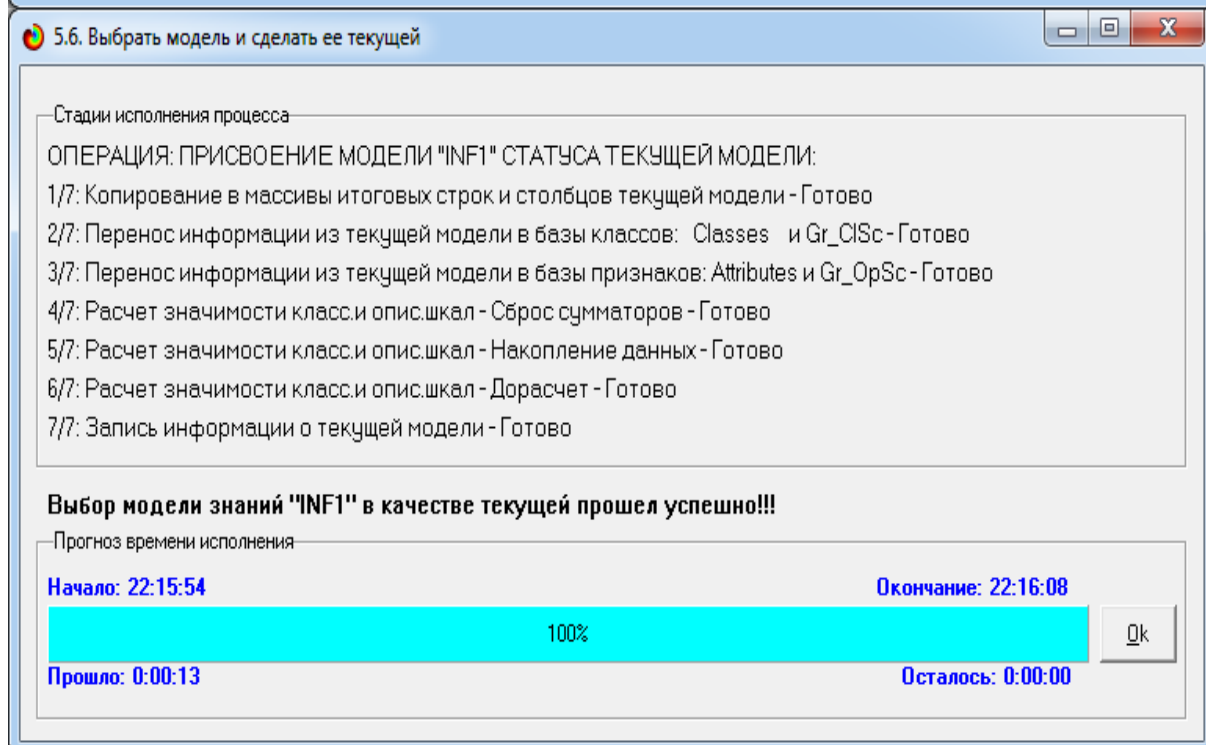 5.6. Выбрать модель и сделать ее текущей
Стадии исполнения процесса
ОПЕРАЦИЯ: ПРИСВОЕНИЕ МОДЕЛИ "INF1" СТАТУСА ТЕКУЩЕЙ МОДЕЛИ:
1/7: Копирование в массивы итоговых строк и столбцов текущей модели - Готово
2/7: Перенос информации из текущей модели в базы классов: Classes и Gr_ClSc - Готово
3/7: Перенос информации из текущей модели в базы признаков: Attributes и Gr_OpSc - Готово
4/7: Расчет значимости класс.и опис.шкал - Сброс сумматоров - Готово
5/7: Расчет значимости класс.и опис.шкал - Накопление данных - Готово
6/7: Расчет значимости класс.и опис.шкал - Дорасчет - Готово
7/7: Запись информации о текущей модели - Готово
Выбор модели знаний "INF1" в качестве текущей прошел успешно!!!
Прогноз времени исполнения
Начало: 22:15:54 Окончание: 22:16:08
100% Ok
Прошло: 0:00:13 Осталось: 0:00:00